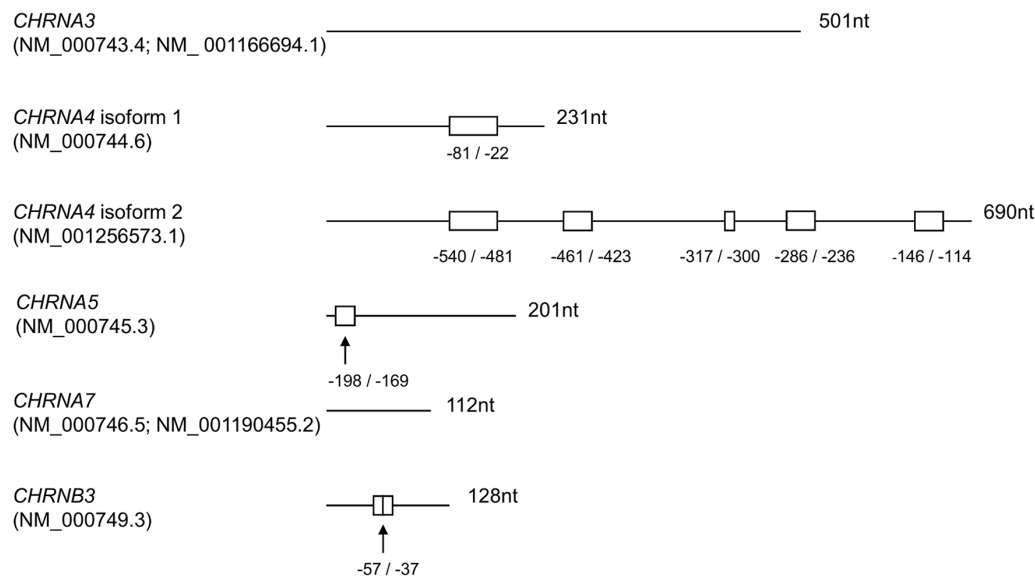 CHRNA3
(NM_000743.4; NM_ 001166694.1)
501nt
CHRNA4 isoform 1
(NM_000744.6)
231nt
-81 / -22
CHRNA4 isoform 2
(NM_001256573.1)
690nt
-540 / -481
-461 / -423
-317 / -300
-286 / -236
-146 / -114
CHRNA5
(NM_000745.3)
201nt
-198 / -169
CHRNA7
(NM_000746.5; NM_001190455.2)
112nt
CHRNB3
(NM_000749.3)
128nt
-57 / -37